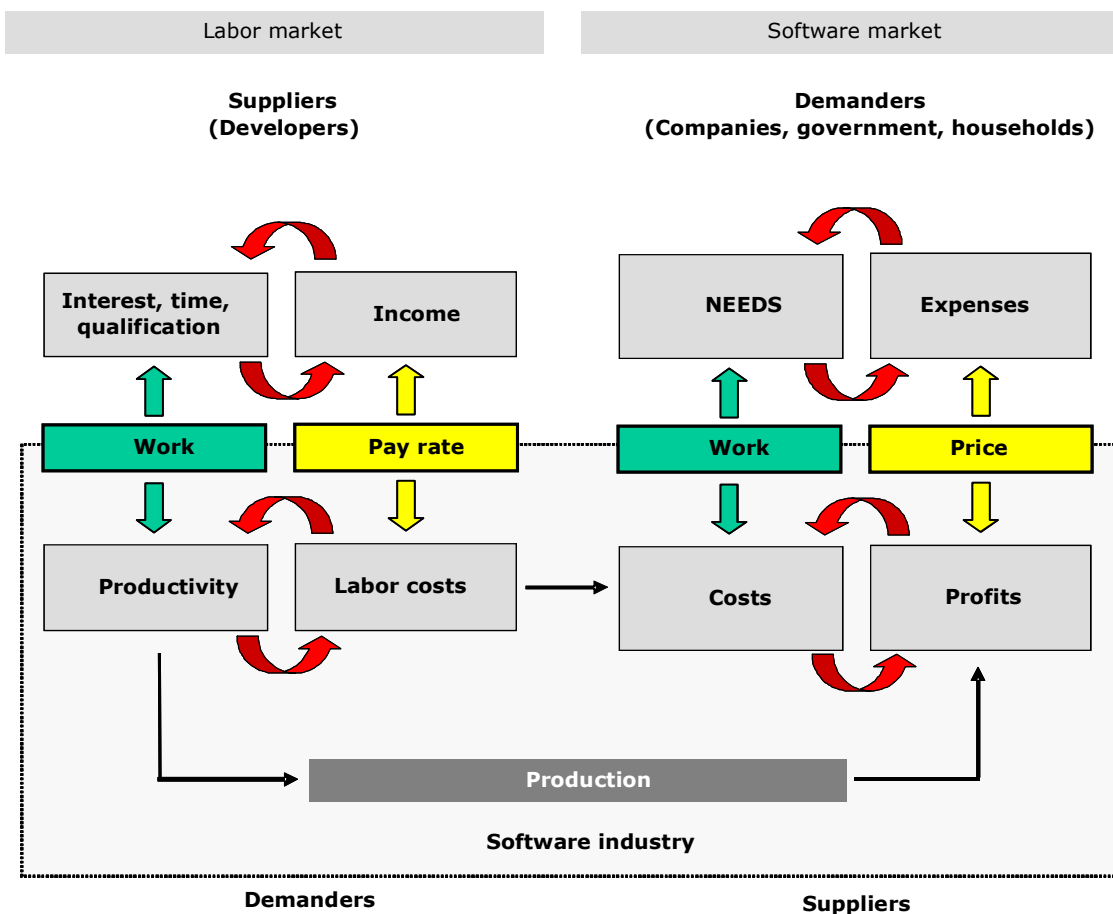 Labor market
Software market
Suppliers
(Developers)
Demanders
(Companies, government, households)
Interest, time,
qualification
Income
NEEDS
Expenses
Work
Pay rate
Work
Price
Productivity
Labor costs
Costs
Profits
Production
Software industry
Demanders
Suppliers